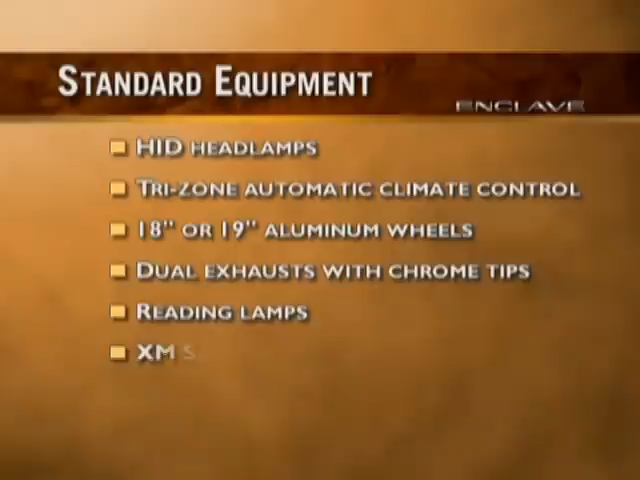 STANDARD EQUIPMENT
ENCLAVE
HID HEADLAMPS
TRI-ZONE AUTOMATIC CLIMATE CONTROL
18" OR 19" ALUMINUM WHEELS
DUAL EXHAUSTS WITH CHROME TIPS
READING LAMPS
XM S